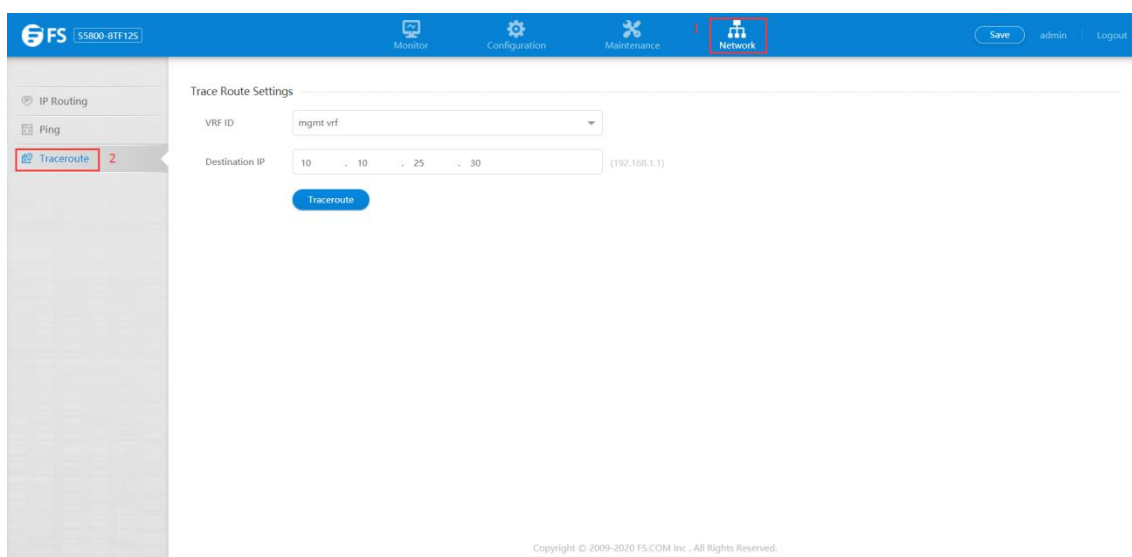 FS S5800-8TF12S
Monitor
Configuration
Maintenance
1
Network
Save admin Logout
IP Routing
Ping
Traceroute 2
Trace Route Settings
VRF ID mgmt vrf
Destination IP 10 . 10 . 25 . 30 (192.168.1.1)
Traceroute
Copyright © 2009-2020 FS.COM Inc . All Rights Reserved.